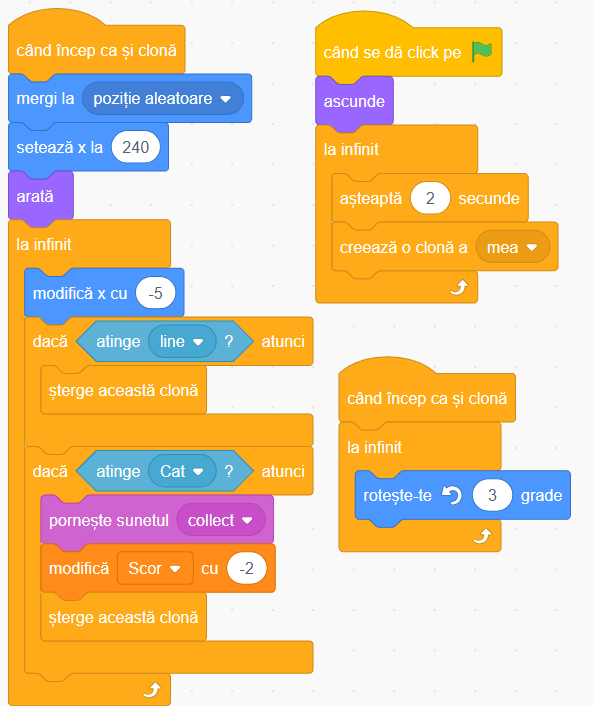 când încep ca și clonă
mergi la poziție aleatoare
setează x la 240
arată
la infinit
modifică x cu -5
dacă atinge line ? atunci
șterge această clonă
dacă atinge Cat ? atunci
pornește sunetul collect
modifică Scor cu -2
șterge această clonă
când se dă click pe
ascunde
la infinit
așteaptă 2 secunde
creează o clonă a mea
când încep ca și clonă
la infinit
rotește-te 3 grade